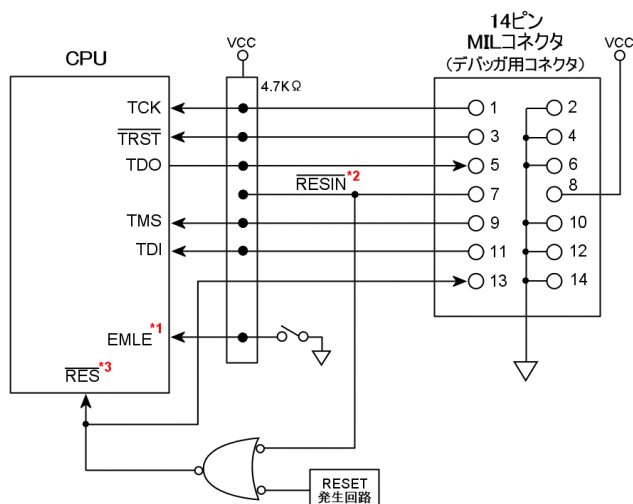 14ピン
MILコネクタ
(デバッガ用コネクタ)
VCC
VCC
CPU
4.7KΩ
TCK
1
2
TRST
3
4
TDO
5
6
RESIN*2
7
8
TMS
9
10
TDI
11
12
13
14
EMLE*1
RES*3
RESET
発生回路